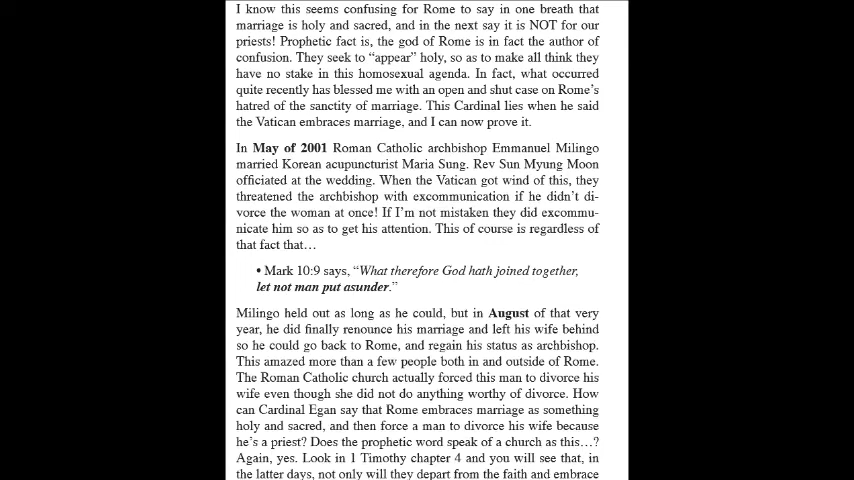 I know this seems confusing for Rome to say in one breath that
marriage is holy and sacred, and in the next say it is NOT for our
priests! Prophetic fact is, the god of Rome is in fact the author of
confusion. They seek to “appear” holy, so as to make all think they
have no stake in this homosexual agenda. In fact, what occurred
quite recently has blessed me with an open and shut case on Rome’s
hatred of the sanctity of marriage. This Cardinal lies when he said
the Vatican embraces marriage, and I can now prove it.
In May of 2001 Roman Catholic archbishop Emmanuel Milingo
married Korean acupuncturist Maria Sung. Rev Sun Myung Moon
officiated at the wedding. When the Vatican got wind of this, they
threatened the archbishop with excommunication if he didn’t di-
vorce the woman at once! If I’m not mistaken they did excommu-
nicate him so as to get his attention. This of course is regardless of
that fact that…
• Mark 10:9 says, “What therefore God hath joined together,
let not man put asunder.”
Milingo held out as long as he could, but in August of that very
year, he did finally renounce his marriage and left his wife behind
so he could go back to Rome, and regain his status as archbishop.
This amazed more than a few people both in and outside of Rome.
The Roman Catholic church actually forced this man to divorce his
wife even though she did not do anything worthy of divorce. How
can Cardinal Egan say that Rome embraces marriage as something
holy and sacred, and then force a man to divorce his wife because
he’s a priest? Does the prophetic word speak of a church as this…?
Again, yes. Look in 1 Timothy chapter 4 and you will see that, in
the latter days, not only will they depart from the faith and embrace